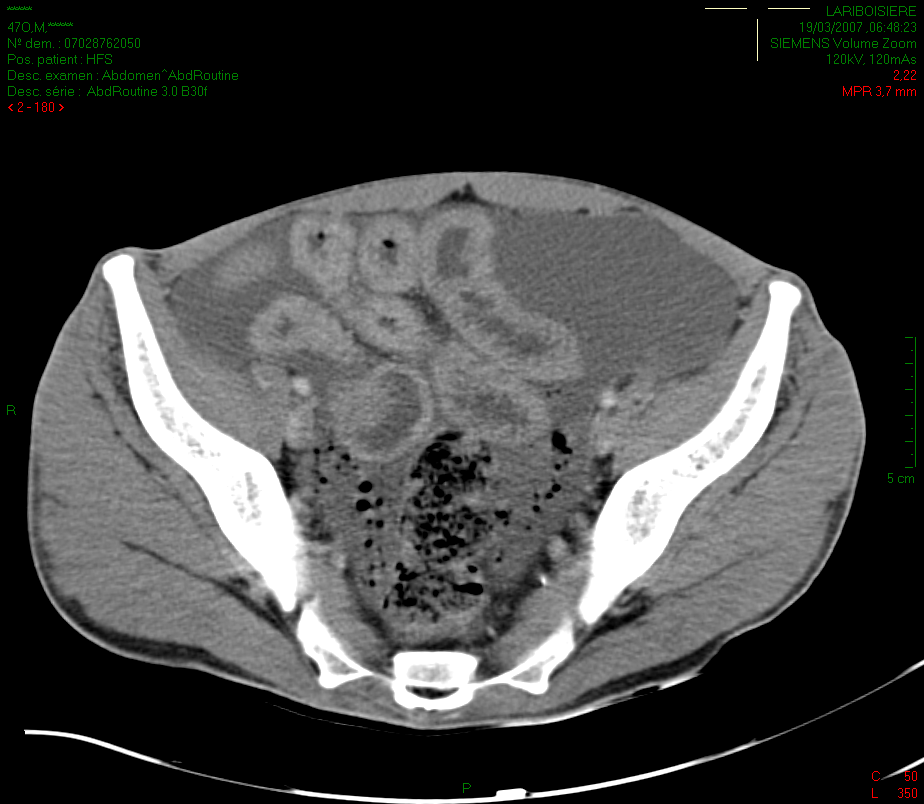 ******
47O,M,******
Nº dem. : 07028762050
Pos. patient : HFS
Desc. examen : Abdomen^AbdRoutine
Desc. série : AbdRoutine 3.0 B30f
< 2 - 180 >
LARIBOISIERE
19/03/2007 ,06:48:23
SIEMENS Volume Zoom
120kV, 120mAs
2,22
MPR 3,7 mm
R
5 cm
P
C 50
L 350